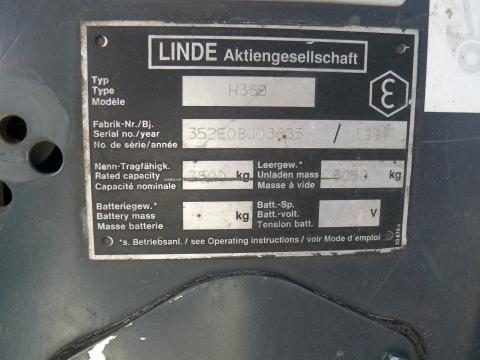 LINDE Aktiengesellschaft
Typ
Type H350
Modèle
ε
Fabrik-Nr./Bj.
Serial no./year /
No. de série/année
Nenn-Tragfähigk. Leergew.*
Rated capacity 3500 kg Unladen mass kg
Capacité nominale Masse à vide
Batteriegew.* Batt.-Sp.
Battery mass kg Batt.-volt. V
Masse batterie Tension batt.
*s. Betriebsanl. / see Operating instructions / voir Mode d'emploi